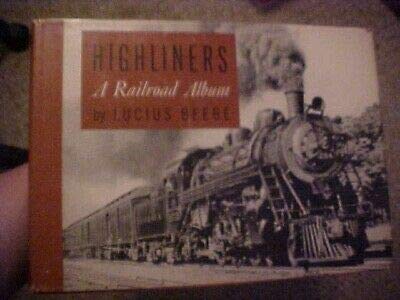 HIGHLINERS
A Railroad Album
by LUCIUS BEEBE